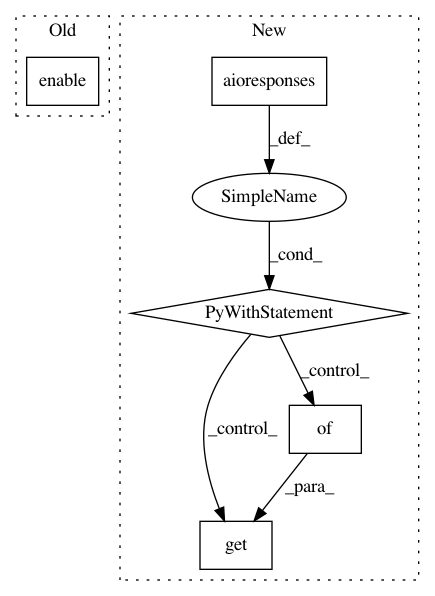 Old
New
enable
aioresponses
_def_
SimpleName
_cond_
PyWithStatement
_control_
of
_control_
_para_
get